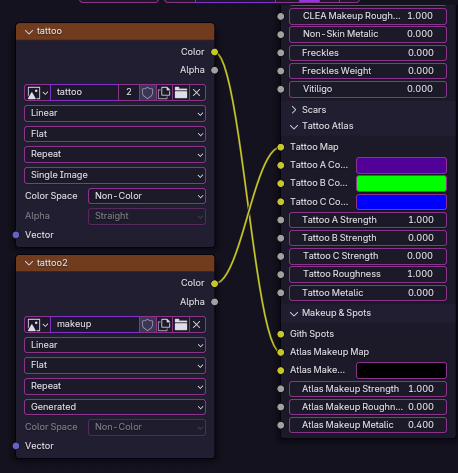 tattoo
Color
Alpha
tattoo 2
Linear
Flat
Repeat
Single Image
Color Space Non-Color
Alpha Straight
Vector
tattoo2
Color
Alpha
makeup
Linear
Flat
Repeat
Generated
Color Space Non-Color
Vector
CLEA Makeup Rough... 1.000
Non-Skin Metalic 0.000
Freckles 0.000
Freckles Weight 0.000
Vitiligo 0.000
Scars
Tattoo Atlas
Tattoo Map
Tattoo A Co...
Tattoo B Co...
Tattoo C Co...
Tattoo A Strength 1.000
Tattoo B Strength 0.000
Tattoo C Strength 0.000
Tattoo Roughness 1.000
Tattoo Metalic 0.000
Makeup & Spots
Gith Spots
Atlas Makeup Map
Atlas Make...
Atlas Makeup Strength 1.000
Atlas Makeup Roughn... 0.000
Atlas Makeup Metalic 0.400